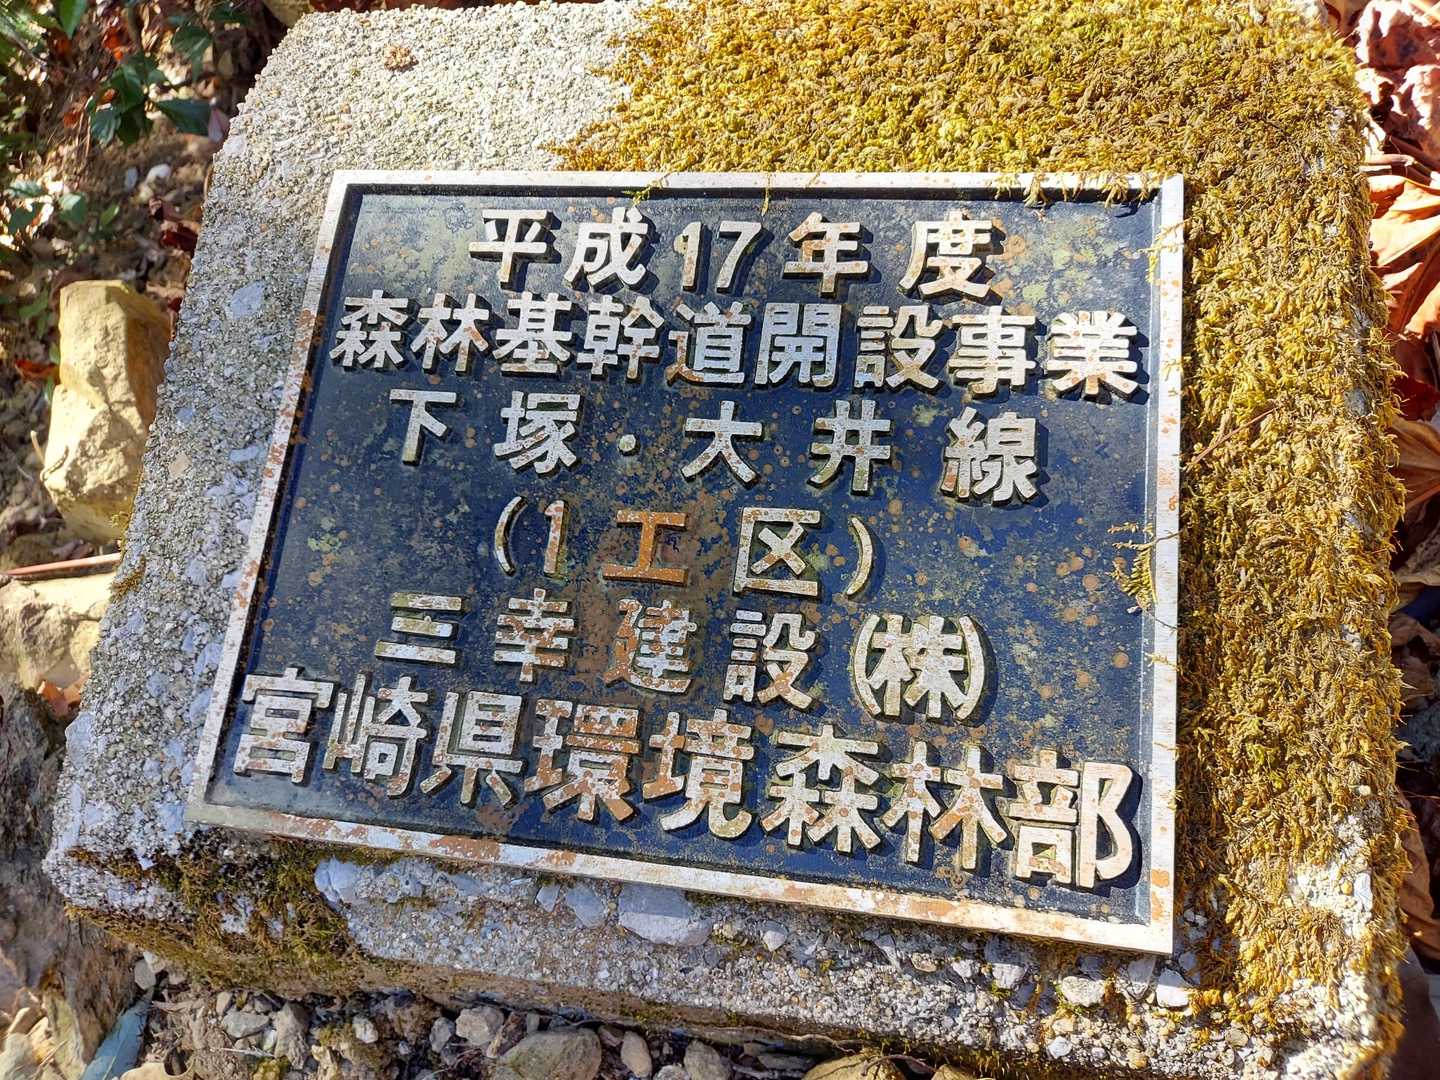 平成17年度
森林基幹道開設事業
下塚・大井線
(1工区)
三幸建設(株)
宮崎県環境森林部